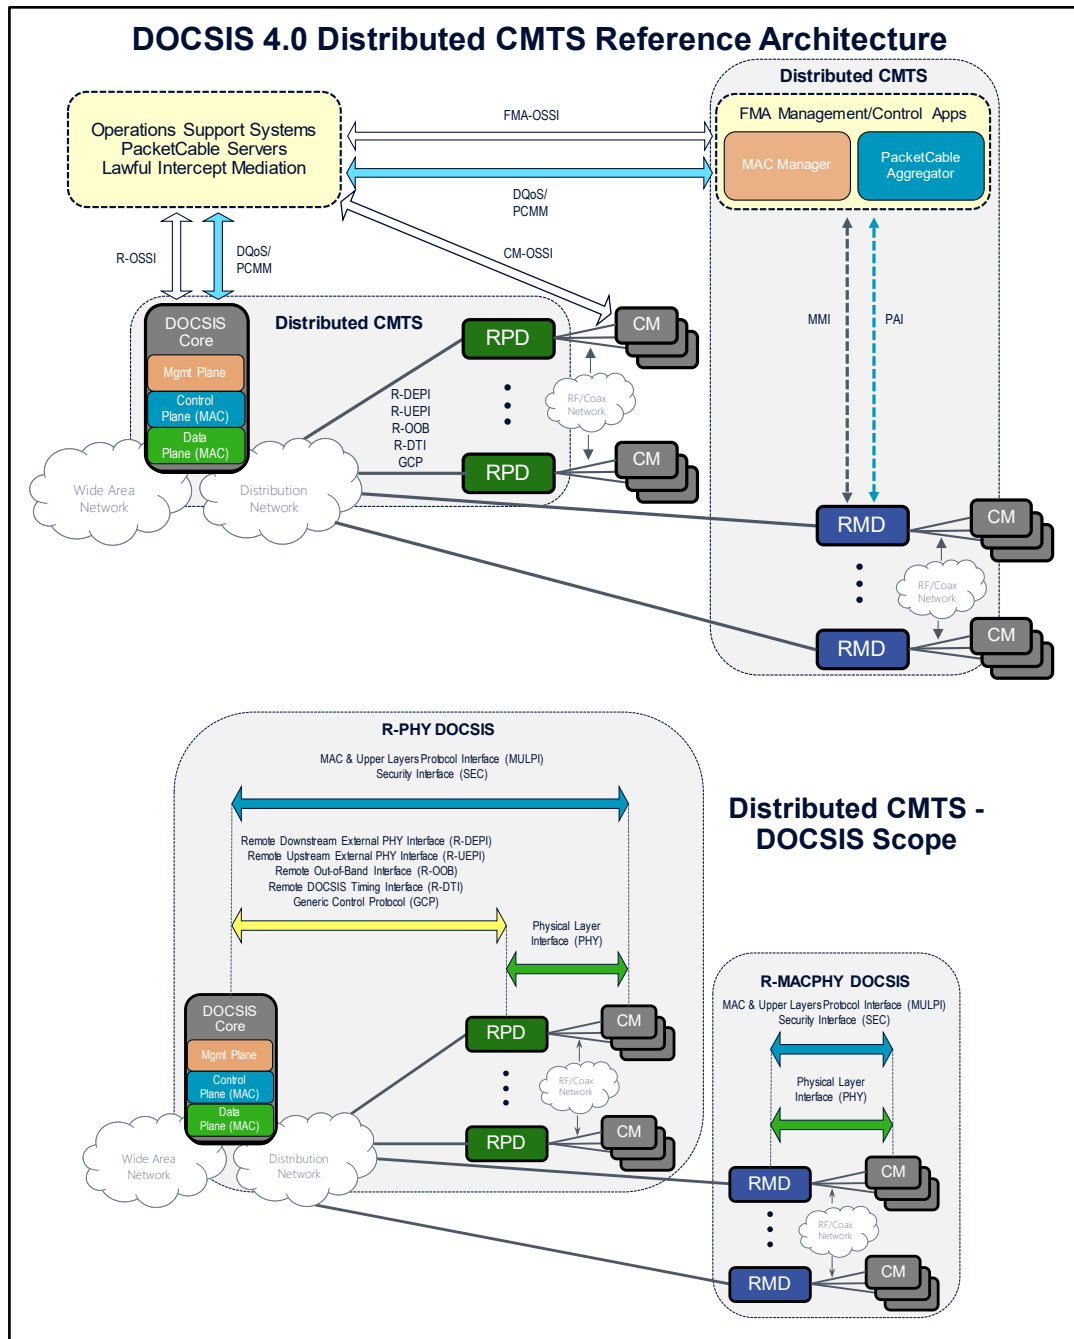 DOCSIS 4.0 Distributed CMTS Reference Architecture
Operations Support Systems
PacketCable Servers
Lawful Intercept Mediation
FMA-OSSI
DQoS/
PCMM
CM-OSSI
R-OSSI
DQoS/
PCMM
Distributed CMTS
FMA Management/Control Apps
MAC Manager
PacketCable
Aggregator
MMI
PAI
Distributed CMTS
DOCSIS
Core
Mgmt Plane
Control
Plane (MAC)
Data
Plane (MAC)
Wide Area
Network
Distribution
Network
R-DEPI
R-UEPI
R-OOB
R-DTI
GCP
RPD
RPD
CM
RF/Coax
Network
CM
RMD
CM
RF/Coax
Network
RMD
CM
R-PHY DOCSIS
MAC & Upper Layers Protocol Interface (MULPI)
Security Interface (SEC)
Remote Downstream External PHY Interface (R-DEPI)
Remote Upstream External PHY Interface (R-UEPI)
Remote Out-of-Band Interface (R-OOB)
Remote DOCSIS Timing Interface (R-DTI)
Generic Control Protocol (GCP)
Physical Layer
Interface (PHY)
DOCSIS
Core
Mgmt Plane
Control
Plane (MAC)
Data
Plane (MAC)
Wide Area
Network
Distribution
Network
RPD
CM
RF/Coax
Network
RPD
CM
Distributed CMTS -
DOCSIS Scope
R-MACPHY DOCSIS
MAC & Upper Layers Protocol Interface (MULPI)
Security Interface (SEC)
Physical Layer
Interface (PHY)
RMD
CM
RF/Coax
Network
RMD
CM